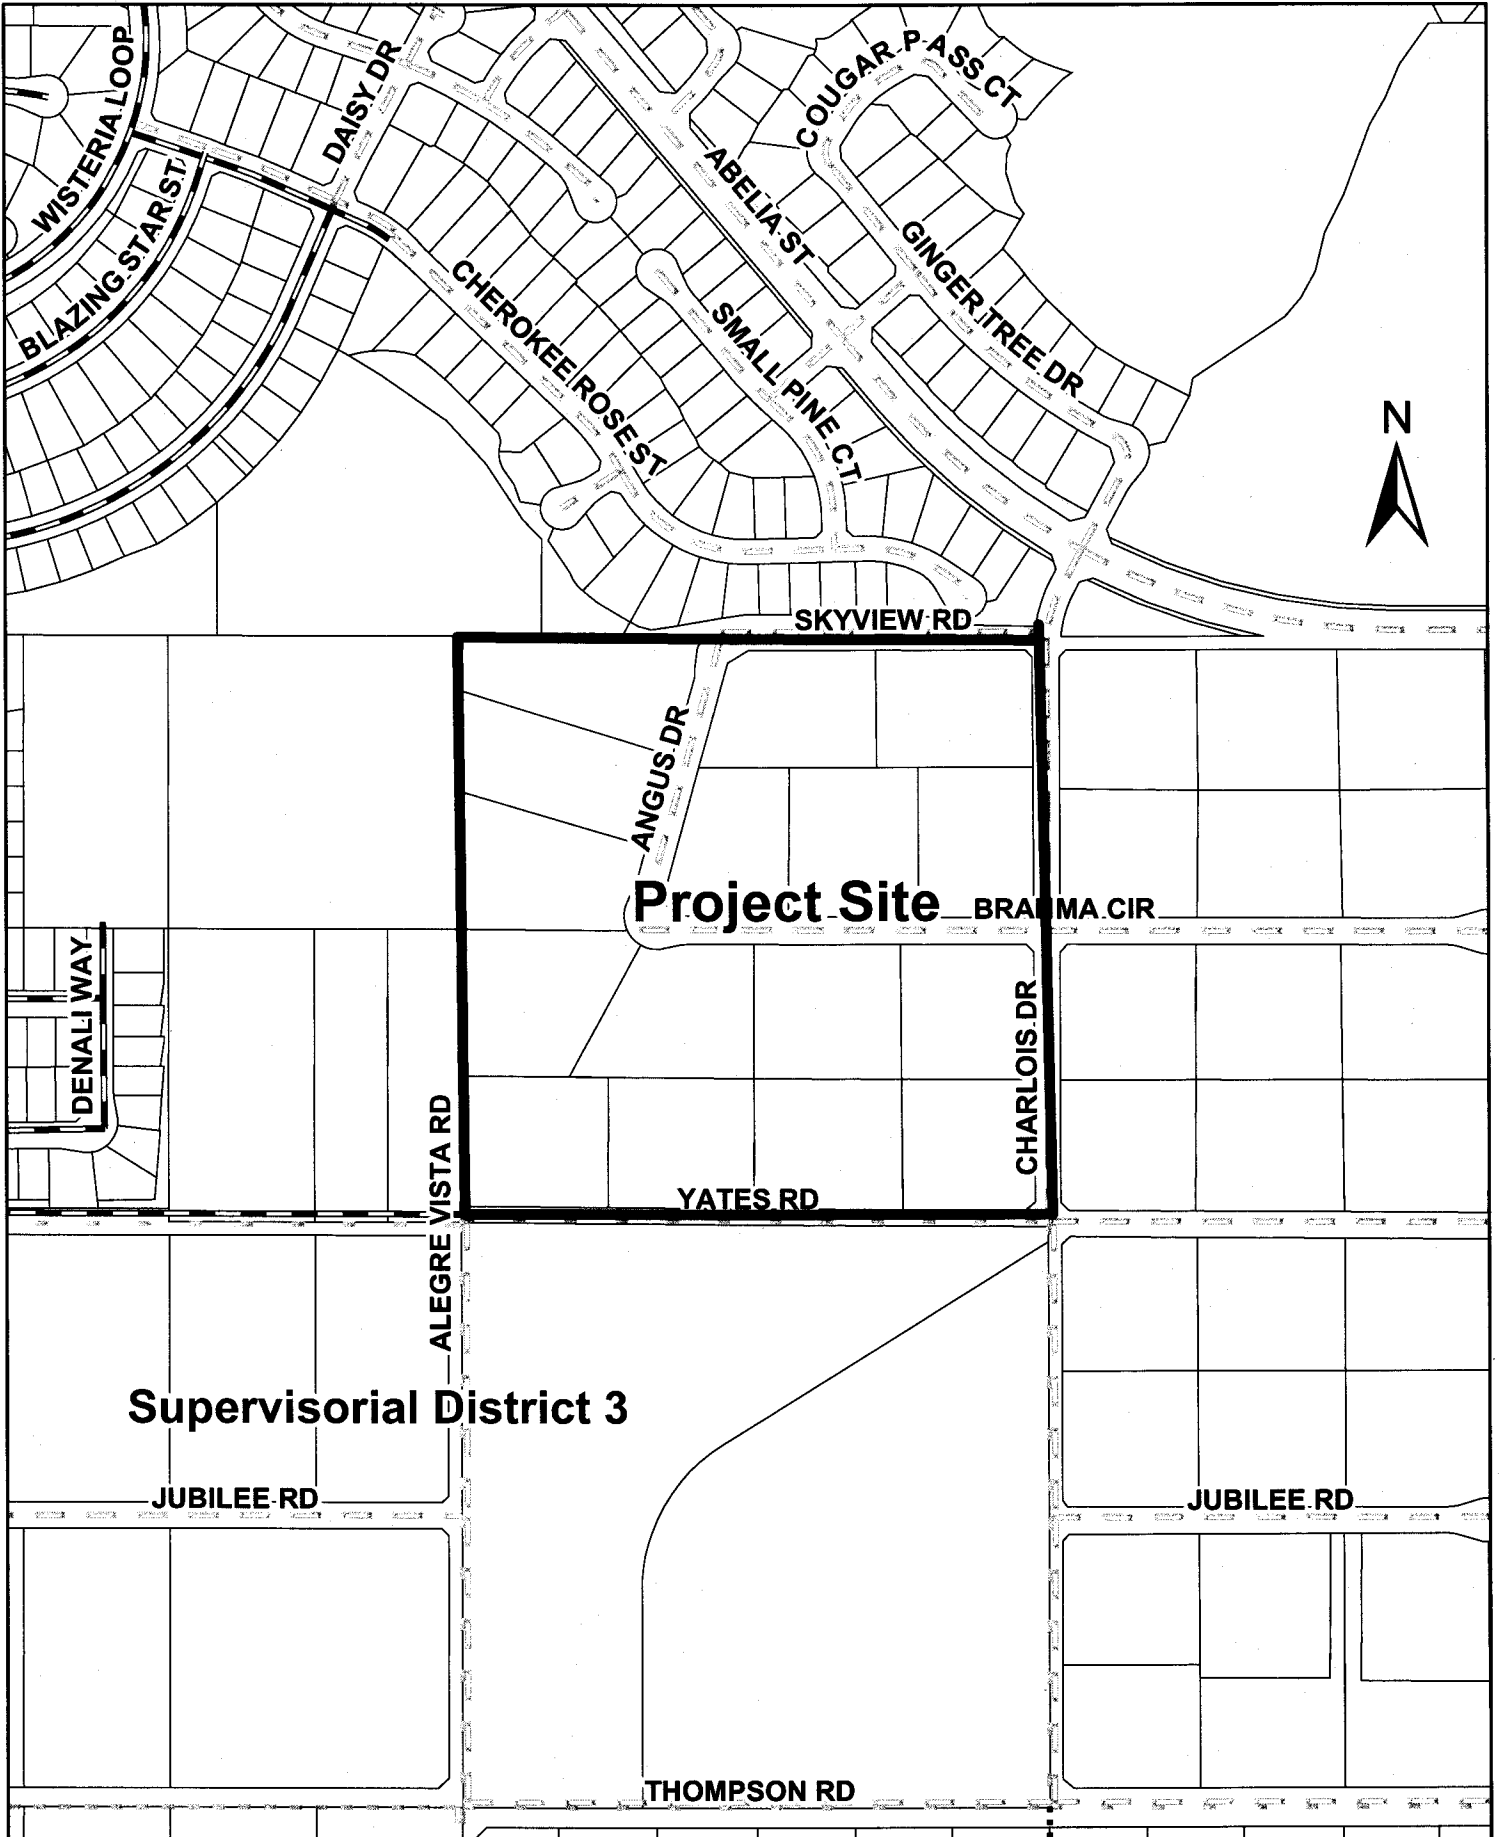 WISTERIA LOOP
DAISY DR
COUGAR PASS CT
BLAZING STAR ST
ABELIA ST
GINGER TREE DR
CHEROKEE ROSE ST
SMALL PINE CT
N
SKYVIEW RD
ANGUS DR
Project Site
BRAHMA CIR
DENALI WAY
CHARLOIS DR
ALEGRE VISTA RD
YATES RD
Supervisorial District 3
JUBILEE RD
JUBILEE RD
THOMPSON RD